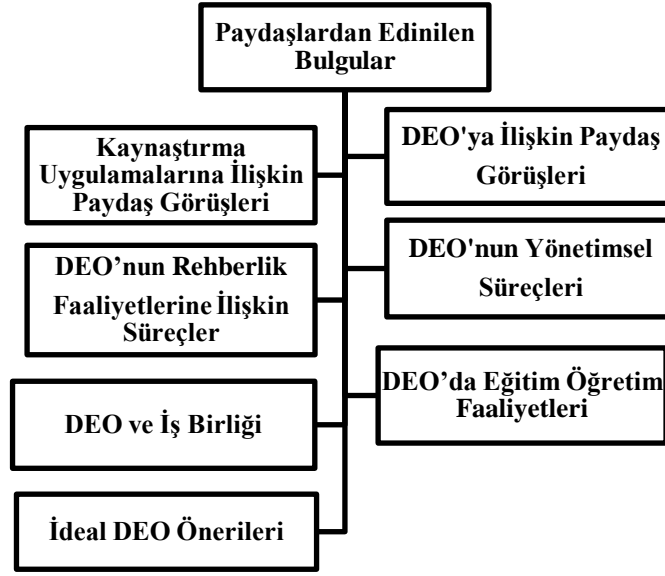 Paydaşlardan Edinilen
Bulgular
Kaynaştırma
Uygulamalarına İlişkin
Paydaş Görüşleri
DEO'ya İlişkin Paydaş
Görüşleri
DEO’nun Rehberlik
Faaliyetlerine İlişkin
Süreçler
DEO'nun Yönetimsel
Süreçleri
DEO ve İş Birliği
DEO’da Eğitim Öğretim
Faaliyetleri
İdeal DEO Önerileri